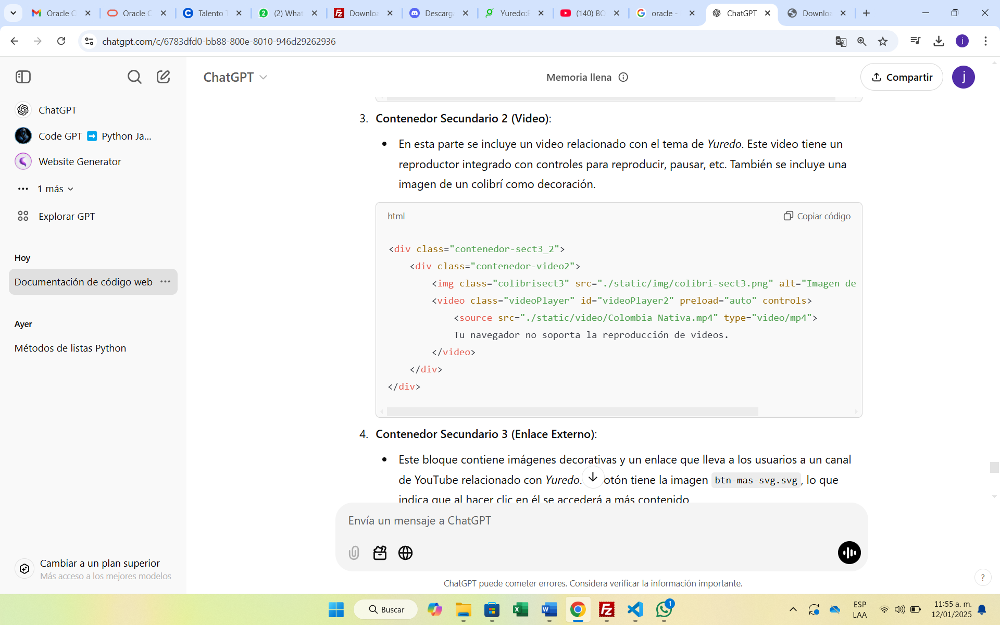 Oracle C
Oracle C
Talento T
(2) What
Downloa
Descarg
Yuredo:E
(140) BO
oracle -
ChatGPT
Downloa
chatgpt.com/c/6783dfd0-bb88-800e-8010-946d29262936
j
ChatGPT
Memoria llena
Compartir
j
ChatGPT
Code GPT ➡ Python Ja...
Website Generator
1 más
Explorar GPT
Hoy
Documentación de código web
Ayer
Métodos de listas Python
Cambiar a un plan superior
Más acceso a los mejores modelos
3. Contenedor Secundario 2 (Video):
En esta parte se incluye un video relacionado con el tema de Yuredo. Este video tiene un
reproductor integrado con controles para reproducir, pausar, etc. También se incluye una
imagen de un colibrí como decoración.
html
Copiar código
<div class="contenedor-sect3_2">
<div class="contenedor-video2">
<img class="colibrisect3" src="./static/img/colibri-sect3.png" alt="Imagen de
<video class="videoPlayer" id="videoPlayer2" preload="auto" controls>
<source src="./static/video/Colombia Nativa.mp4" type="video/mp4">
Tu navegador no soporta la reproducción de videos.
</video>
</div>
</div>
4. Contenedor Secundario 3 (Enlace Externo):
Este bloque contiene imágenes decorativas y un enlace que lleva a los usuarios a un canal
de YouTube relacionado con Yuredo. otón tiene la imagen btn-mas-svg.svg, lo que
indica que al hacer clic en él se accederá a más contenido.
Envía un mensaje a ChatGPT
ChatGPT puede cometer errores. Considera verificar la información importante.
?
Buscar
1
ESP
LAA
11:55 a. m.
12/01/2025